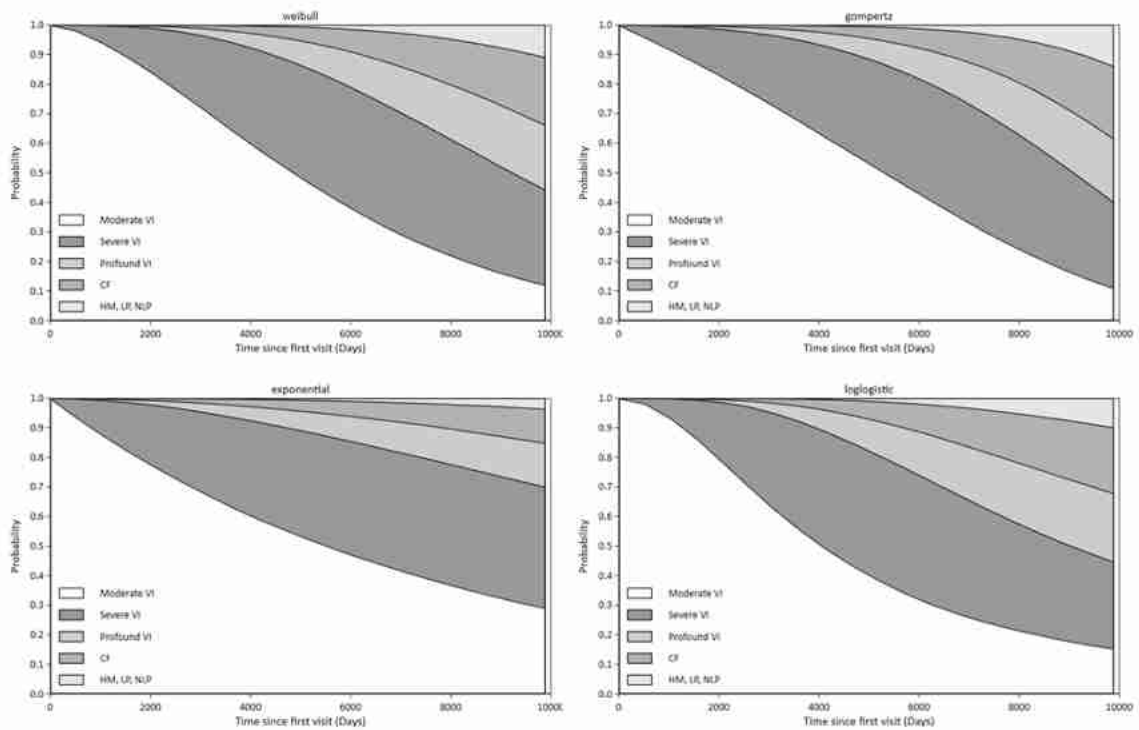 weibull
1.0
0.9
0.8
0.7
0.6
0.5
0.4
0.3
0.2
0.1
0.0
Probability
Moderate VI
Severe VI
Profound VI
CF
HM, LP, NLP
0 2000 4000 6000 8000 10000
Time since first visit (Days)
gompertz
1.0
0.9
0.8
0.7
0.6
0.5
0.4
0.3
0.2
0.1
0.0
Probability
Moderate VI
Severe VI
Profound VI
CF
HM, LP, NLP
0 2000 4000 6000 8000 10000
Time since first visit (Days)
exponential
1.0
0.9
0.8
0.7
0.6
0.5
0.4
0.3
0.2
0.1
0.0
Probability
Moderate VI
Severe VI
Profound VI
CF
HM, LP, NLP
0 2000 4000 6000 8000 10000
Time since first visit (Days)
loglogistic
1.0
0.9
0.8
0.7
0.6
0.5
0.4
0.3
0.2
0.1
0.0
Probability
Moderate VI
Severe VI
Profound VI
CF
HM, LP, NLP
0 2000 4000 6000 8000 10000
Time since first visit (Days)